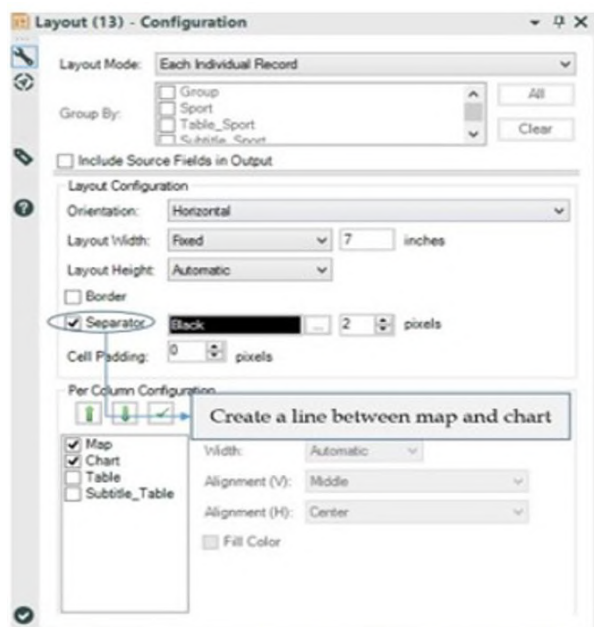 Layout (13) - Configuration
Layout Mode: Each Individual Record
Group By: Group All
Sport
Table_Sport Clear
Subtitle_Sport
Include Source Fields in Output
Layout Configuration
Orientation: Horizontal
Layout Width: Fixed 7 inches
Layout Height: Automatic
Border
Separator Black ... 2 pixels
Cell Padding: 0 pixels
Per Column Configuration
Create a line between map and chart
Map Width: Automatic
Chart
Table Alignment (V): Middle
Subtitle_Table
Alignment (H): Center
Fill Color